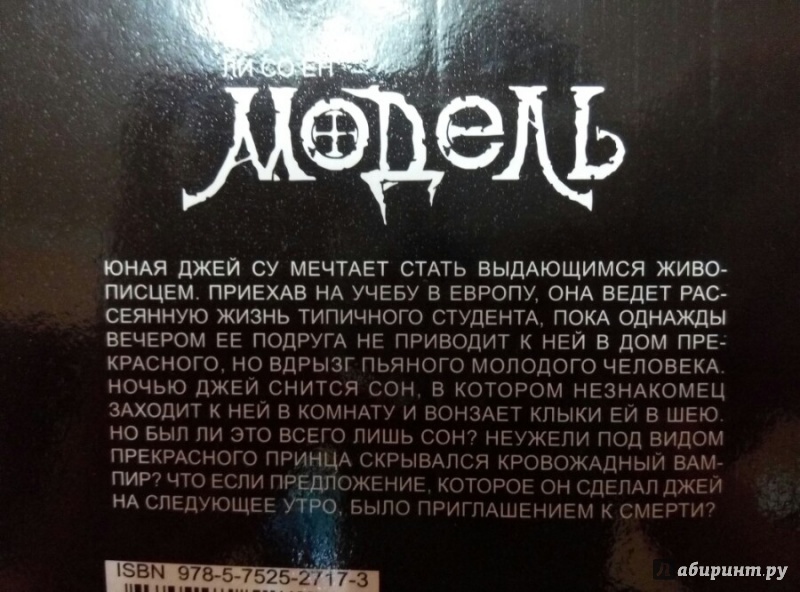 ЛИ СО ЕН
МОДЕЛЬ
ЮНАЯ ДЖЕЙ СУ МЕЧТАЕТ СТАТЬ ВЫДАЮЩИМСЯ ЖИВО-
ПИСЦЕМ. ПРИЕХАВ НА УЧЕБУ В ЕВРОПУ, ОНА ВЕДЕТ РАС-
СЕЯННУЮ ЖИЗНЬ ТИПИЧНОГО СТУДЕНТА, ПОКА ОДНАЖДЫ
ВЕЧЕРОМ ЕЕ ПОДРУГА НЕ ПРИВОДИТ К НЕЙ В ДОМ ПРЕ-
КРАСНОГО, НО ВДРЫЗГ ПЬЯНОГО МОЛОДОГО ЧЕЛОВЕКА.
НОЧЬЮ ДЖЕЙ СНИТСЯ СОН, В КОТОРОМ НЕЗНАКОМЕЦ
ЗАХОДИТ К НЕЙ В КОМНАТУ И ВОНЗАЕТ КЛЫКИ ЕЙ В ШЕЮ.
НО БЫЛ ЛИ ЭТО ВСЕГО ЛИШЬ СОН? НЕУЖЕЛИ ПОД ВИДОМ
ПРЕКРАСНОГО ПРИНЦА СКРЫВАЛСЯ КРОВОЖАДНЫЙ ВАМ-
ПИР? ЧТО ЕСЛИ ПРЕДЛОЖЕНИЕ, КОТОРОЕ ОН СДЕЛАЛ ДЖЕЙ
НА СЛЕДУЮЩЕЕ УТРО, БЫЛО ПРИГЛАШЕНИЕМ К СМЕРТИ?
ISBN 978-5-7525-2717-3
Лабиринт.ру